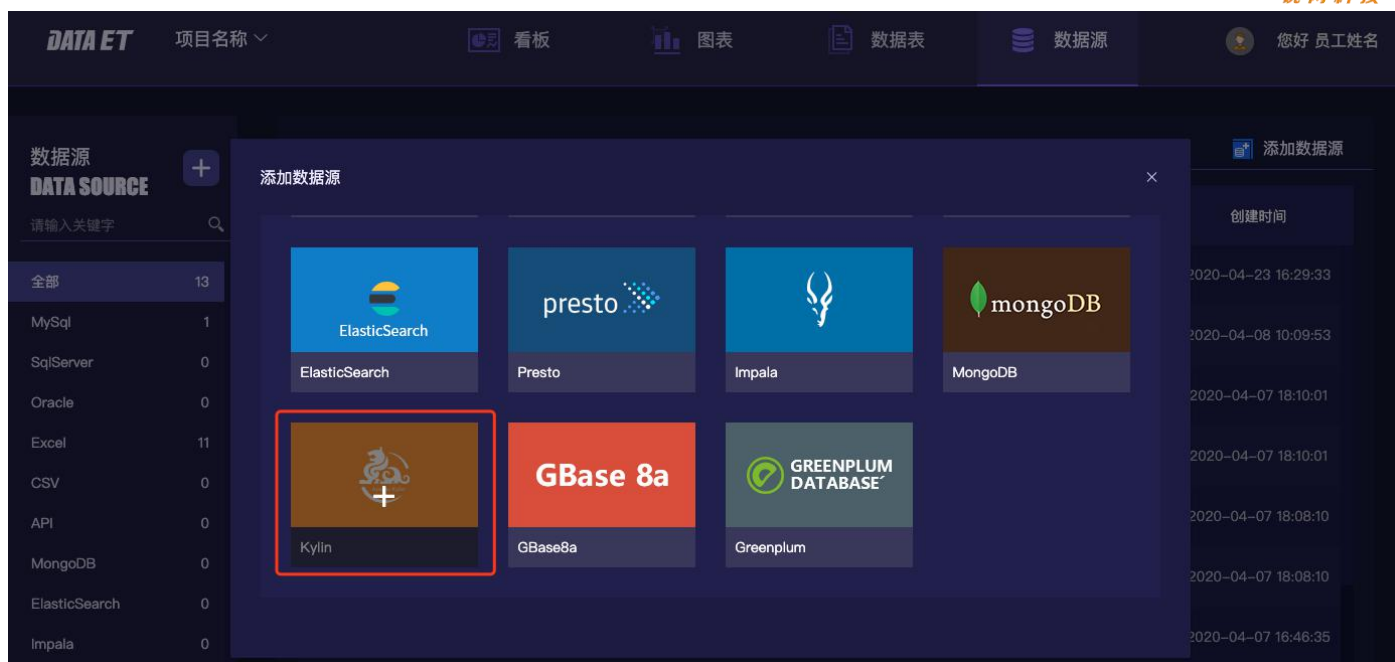 DATA ET 项目名称 看板 图表 数据表 数据源 您好 员工姓名
数据源
DATA SOURCE
请输入关键字
全部 13
MySql 1
SqlServer 0
Oracle 0
Excel 11
CSV 0
API 0
MongoDB 0
ElasticSearch 0
Impala 0
添加数据源
ElasticSearch
ElasticSearch
presto
Presto
Impala
mongoDB
MongoDB
Kylin
GBase 8a
GBase8a
GREENPLUM
DATABASE
Greenplum
添加数据源
创建时间
2020-04-23 16:29:33
2020-04-08 10:09:53
2020-04-07 18:10:01
2020-04-07 18:10:01
2020-04-07 18:08:10
2020-04-07 18:08:10
2020-04-07 16:46:35